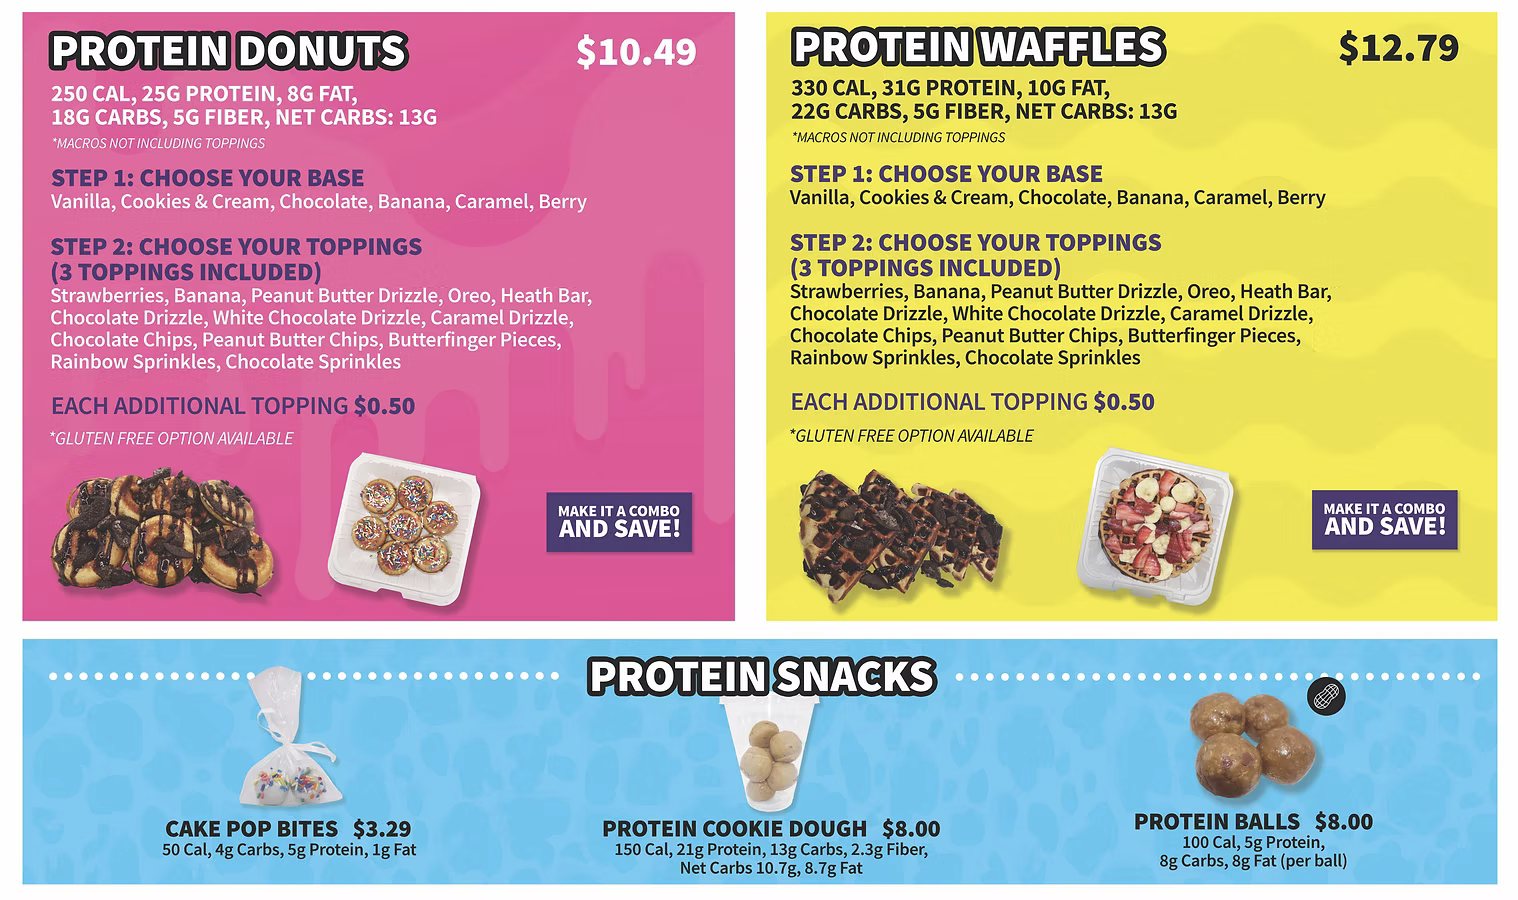 PROTEIN DONUTS
$10.49
250 CAL, 25G PROTEIN, 8G FAT,
18G CARBS, 5G FIBER, NET CARBS: 13G
*MACROS NOT INCLUDING TOPPINGS
STEP 1: CHOOSE YOUR BASE
Vanilla, Cookies & Cream, Chocolate, Banana, Caramel, Berry
STEP 2: CHOOSE YOUR TOPPINGS
(3 TOPPINGS INCLUDED)
Strawberries, Banana, Peanut Butter Drizzle, Oreo, Heath Bar,
Chocolate Drizzle, White Chocolate Drizzle, Caramel Drizzle,
Chocolate Chips, Peanut Butter Chips, Butterfinger Pieces,
Rainbow Sprinkles, Chocolate Sprinkles
EACH ADDITIONAL TOPPING $0.50
*GLUTEN FREE OPTION AVAILABLE
MAKE IT A COMBO
AND SAVE!
PROTEIN WAFFLES
$12.79
330 CAL, 31G PROTEIN, 10G FAT,
22G CARBS, 5G FIBER, NET CARBS: 13G
*MACROS NOT INCLUDING TOPPINGS
STEP 1: CHOOSE YOUR BASE
Vanilla, Cookies & Cream, Chocolate, Banana, Caramel, Berry
STEP 2: CHOOSE YOUR TOPPINGS
(3 TOPPINGS INCLUDED)
Strawberries, Banana, Peanut Butter Drizzle, Oreo, Heath Bar,
Chocolate Drizzle, White Chocolate Drizzle, Caramel Drizzle,
Chocolate Chips, Peanut Butter Chips, Butterfinger Pieces,
Rainbow Sprinkles, Chocolate Sprinkles
EACH ADDITIONAL TOPPING $0.50
*GLUTEN FREE OPTION AVAILABLE
MAKE IT A COMBO
AND SAVE!
PROTEIN SNACKS
CAKE POP BITES $3.29
50 Cal, 4g Carbs, 5g Protein, 1g Fat
PROTEIN COOKIE DOUGH $8.00
150 Cal, 21g Protein, 13g Carbs, 2.3g Fiber,
Net Carbs 10.7g, 8.7g Fat
PROTEIN BALLS $8.00
100 Cal, 5g Protein,
8g Carbs, 8g Fat (per ball)